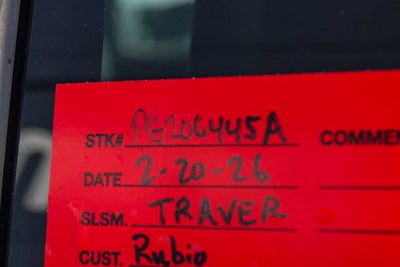 STK# PG206445A COMME
DATE 2-20-26
SLSM. TRAVER
CUST. Rubio